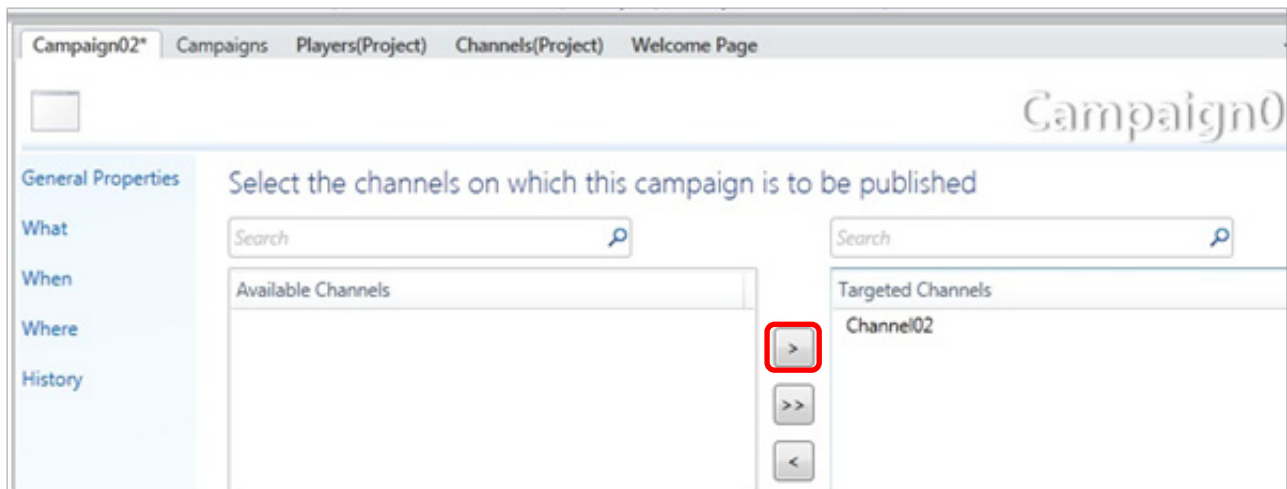 Campaign02* Campaigns Players(Project) Channels(Project) Welcome Page
Campaign0
General Properties
Select the channels on which this campaign is to be published
What
Search
Search
When
Available Channels
Targeted Channels
Where
Channel02
>
History
>>
<